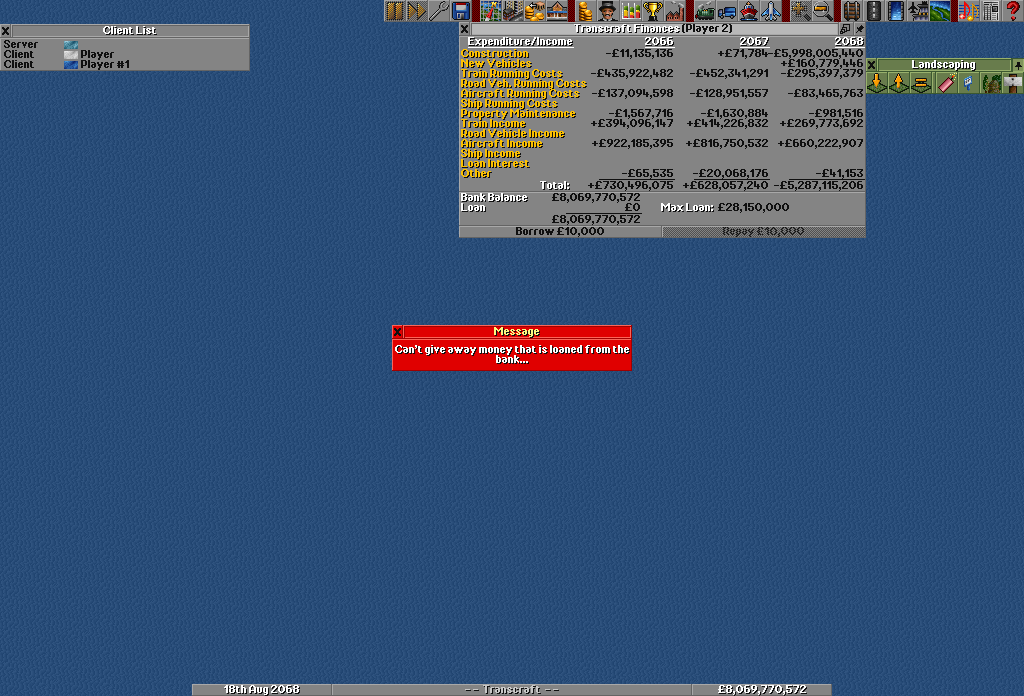 Client List
Server
Client Player
Client Player #1
Transcraft Finances (Player 2)
Expenditure/Income 2066 2067 2068
Construction -£11,135,136 +£71,784 -£5,998,005,440
New Vehicles +£160,779,446
Train Running Costs -£435,922,482 -£452,341,291 -£295,397,379
Road Veh. Running Costs
Aircraft Running Costs -£137,094,598 -£128,951,557 -£83,465,763
Ship Running Costs
Property Maintenance -£1,567,716 -£1,630,884 -£981,516
Train Income +£394,096,147 +£414,226,832 +£269,773,692
Road Vehicle Income
Aircraft Income +£922,185,395 +£816,750,532 +£660,222,907
Ship Income
Loan Interest
Other -£65,535 -£20,068,176 -£41,153
Total: +£730,496,075 +£628,057,240 -£5,287,115,206
Bank Balance £8,069,770,572
Loan £0 Max Loan: £28,150,000
£8,069,770,572
Borrow £10,000 Repay £10,000
Landscaping
Message
Can't give away money that is loaned from the
bank...
18th Aug 2068 -- Transcraft -- £8,069,770,572